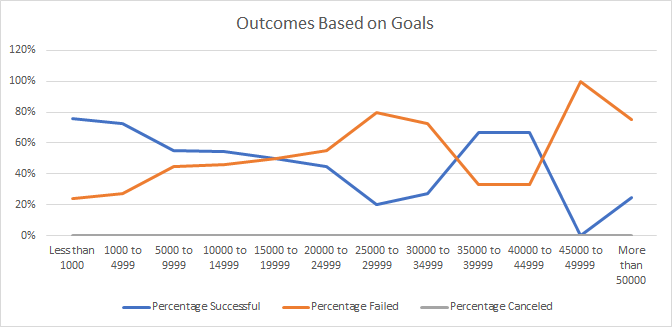 Outcomes Based on Goals
120%
100%
80%
60%
40%
20%
0%
Less than 1000 to 5000 to 10000 to 15000 to 20000 to 25000 to 30000 to 35000 to 40000 to 45000 to More
1000 4999 9999 14999 19999 24999 29999 34999 39999 44999 49999 than
50000
Percentage Successful Percentage Failed Percentage Canceled